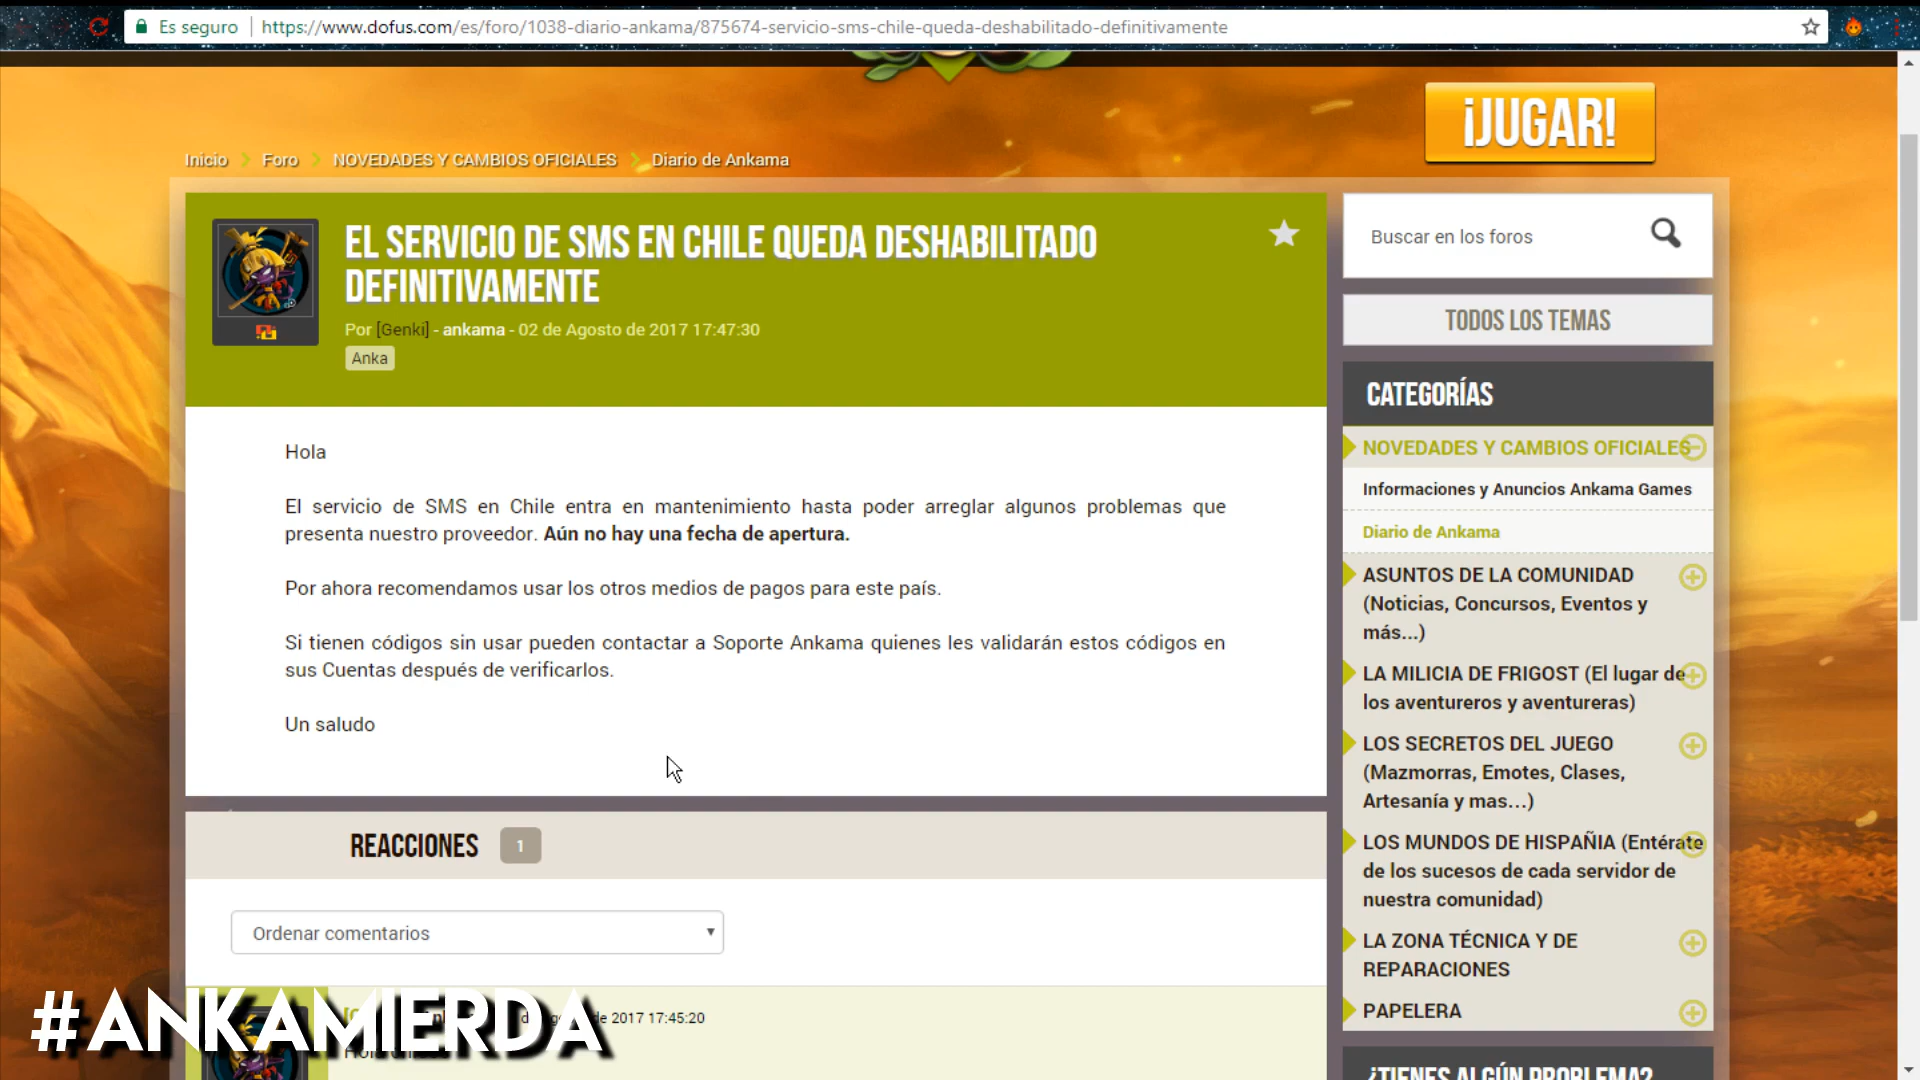 Es seguro
https://www.dofus.com/es/foro/1038-diario-ankama/875674-servicio-sms-chile-queda-deshabilitado-definitivamente
¡JUGAR!
Inicio Foro NOVEDADES Y CAMBIOS OFICIALES Diario de Ankama
EL SERVICIO DE SMS EN CHILE QUEDA DESHABILITADO
DEFINITIVAMENTE
Por [Genki] - ankama - 02 de Agosto de 2017 17:47:30
Anka
Hola
El servicio de SMS en Chile entra en mantenimiento hasta poder arreglar algunos problemas que
presenta nuestro proveedor. Aún no hay una fecha de apertura.
Por ahora recomendamos usar los otros medios de pagos para este país.
Si tienen códigos sin usar pueden contactar a Soporte Ankama quienes les validarán estos códigos en
sus Cuentas después de verificarlos.
Un saludo
REACCIONES 1
Ordenar comentarios
de 2017 17:45:20
#ANKAMIERDA
Buscar en los foros
TODOS LOS TEMAS
CATEGORÍAS
NOVEDADES Y CAMBIOS OFICIALES
Informaciones y Anuncios Ankama Games
Diario de Ankama
ASUNTOS DE LA COMUNIDAD
(Noticias, Concursos, Eventos y
más...)
LA MILICIA DE FRIGOST (El lugar de
los aventureros y aventureras)
LOS SECRETOS DEL JUEGO
(Mazmorras, Emotes, Clases,
Artesanía y mas...)
LOS MUNDOS DE HISPAÑIA (Entérate
de los sucesos de cada servidor de
nuestra comunidad)
LA ZONA TÉCNICA Y DE
REPARACIONES
PAPELERA
¿TIENES ALGÚN PROBLEMA?